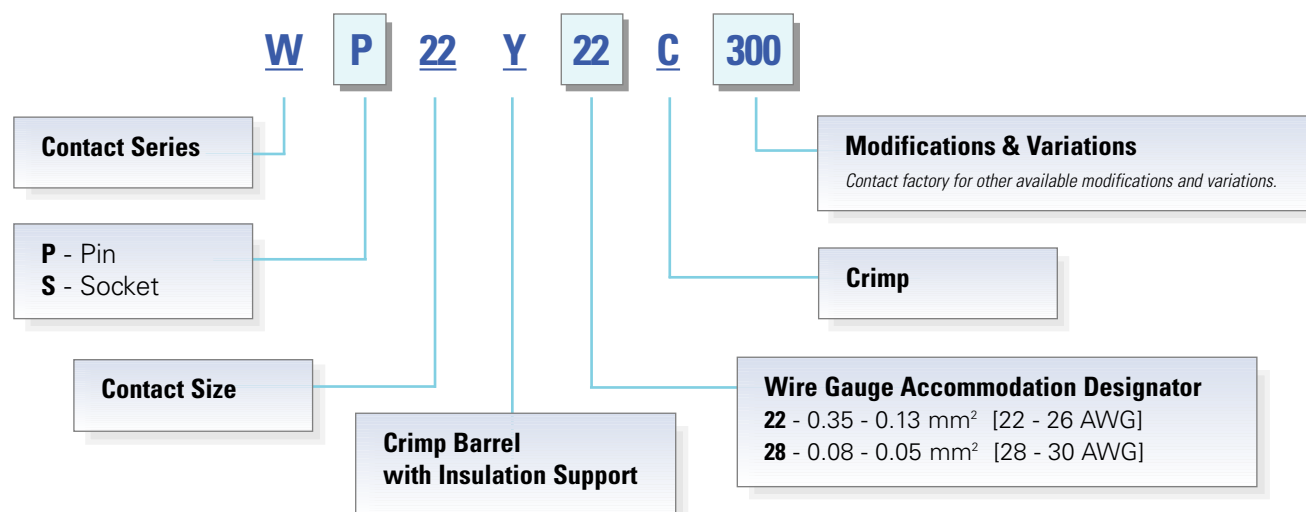 W P 22 Y 22 C 300
Contact Series
Modifications & Variations
Contact factory for other available modifications and variations.
P - Pin
S - Socket
Crimp
Contact Size
Wire Gauge Accommodation Designator
22 - 0.35 - 0.13 mm² [22 - 26 AWG]
28 - 0.08 - 0.05 mm² [28 - 30 AWG]
Crimp Barrel
with Insulation Support